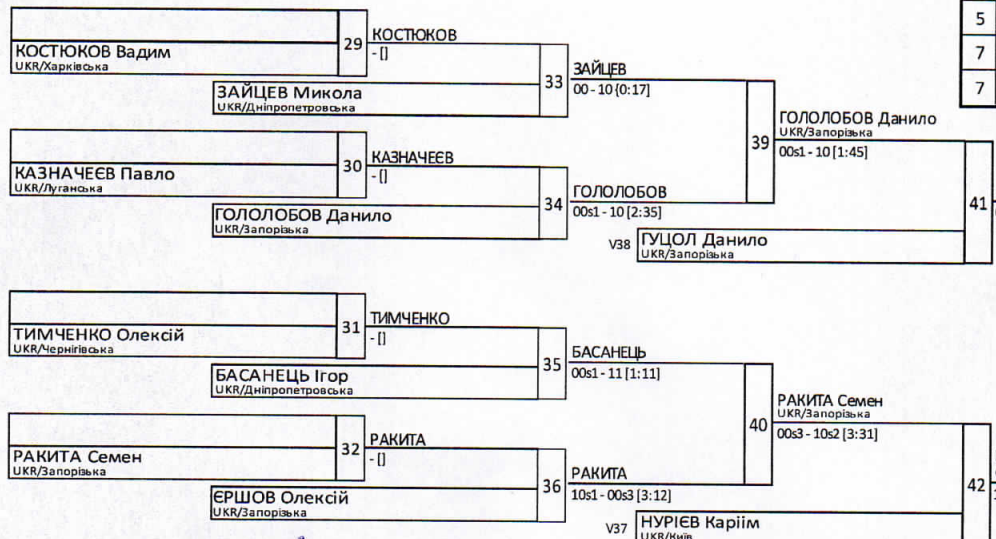 5
7
7
КОСТЮКОВ Вадим
UKR/Харківська
29
КОСТЮКОВ
- []
ЗАЙЦЕВ Микола
UKR/Дніпропетровська
33
ЗАЙЦЕВ
00 - 10 [0:17]
КАЗНАЧЕЄВ Павло
UKR/Луганська
30
КАЗНАЧЕЄВ
- []
ГОЛОЛОБОВ Данило
UKR/Запорізька
34
ГОЛОЛОБОВ
00s1 - 10 [2:35]
39
ГОЛОЛОБОВ Данило
UKR/Запорізька
00s1 - 10 [1:45]
V38
ГУЦОЛ Данило
UKR/Запорізька
41
ТИМЧЕНКО Олексій
UKR/Чернігівська
31
ТИМЧЕНКО
- []
БАСАНЕЦЬ Ігор
UKR/Дніпропетровська
35
БАСАНЕЦЬ
00s1 - 11 [1:11]
РАКИТА Семен
UKR/Запорізька
32
РАКИТА
- []
ЄРШОВ Олексій
UKR/Запорізька
36
РАКИТА
10s1 - 00s3 [3:12]
40
РАКИТА Семен
UKR/Запорізька
00s3 - 10s2 [3:31]
V37
НУРІЄВ Каріім
UKR/Київ
42